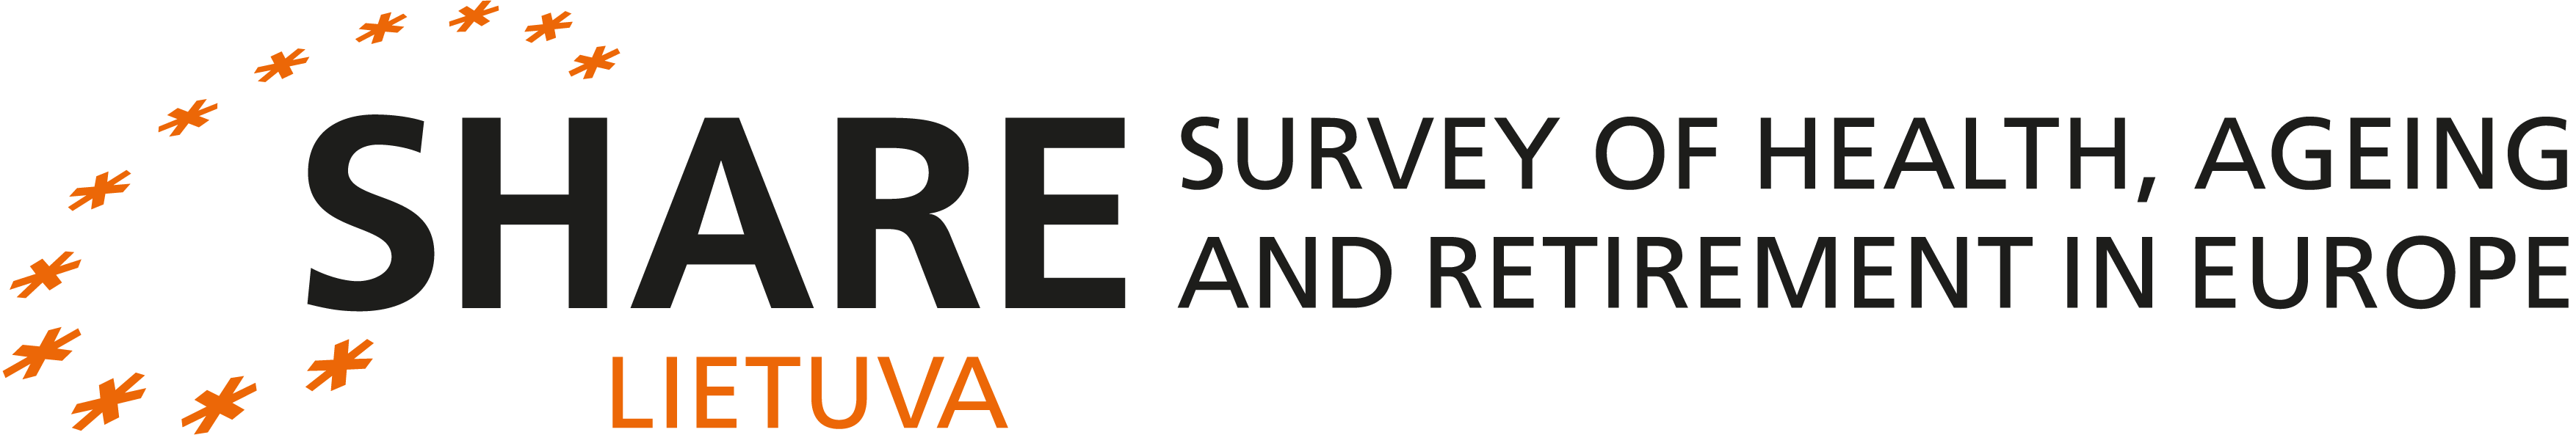 SHARE
SURVEY OF HEALTH, AGEING
AND RETIREMENT IN EUROPE
LIETUVA